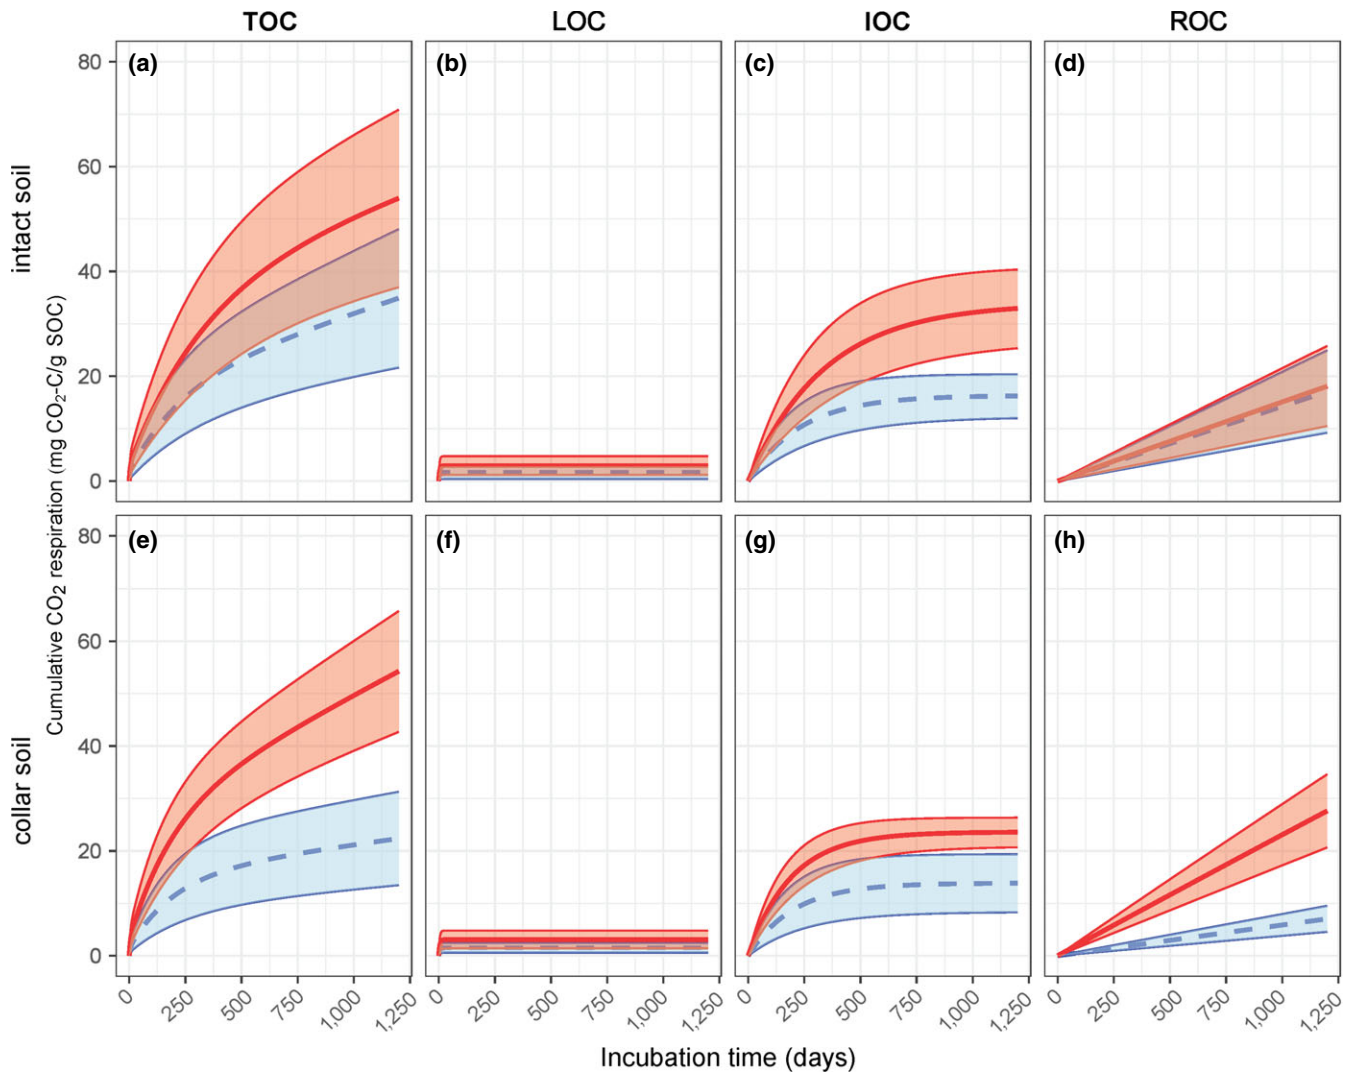 TOC LOC IOC ROC
intact soil
collar soil
Cumulative CO₂ respiration (mg CO₂-C/g SOC)
(a) (b) (c) (d)
80
60
40
20
0
(e) (f) (g) (h)
80
60
40
20
0
0 250 500 750 1,000 1,250 0 250 500 750 1,000 1,250 0 250 500 750 1,000 1,250 0 250 500 750 1,000 1,250
Incubation time (days)